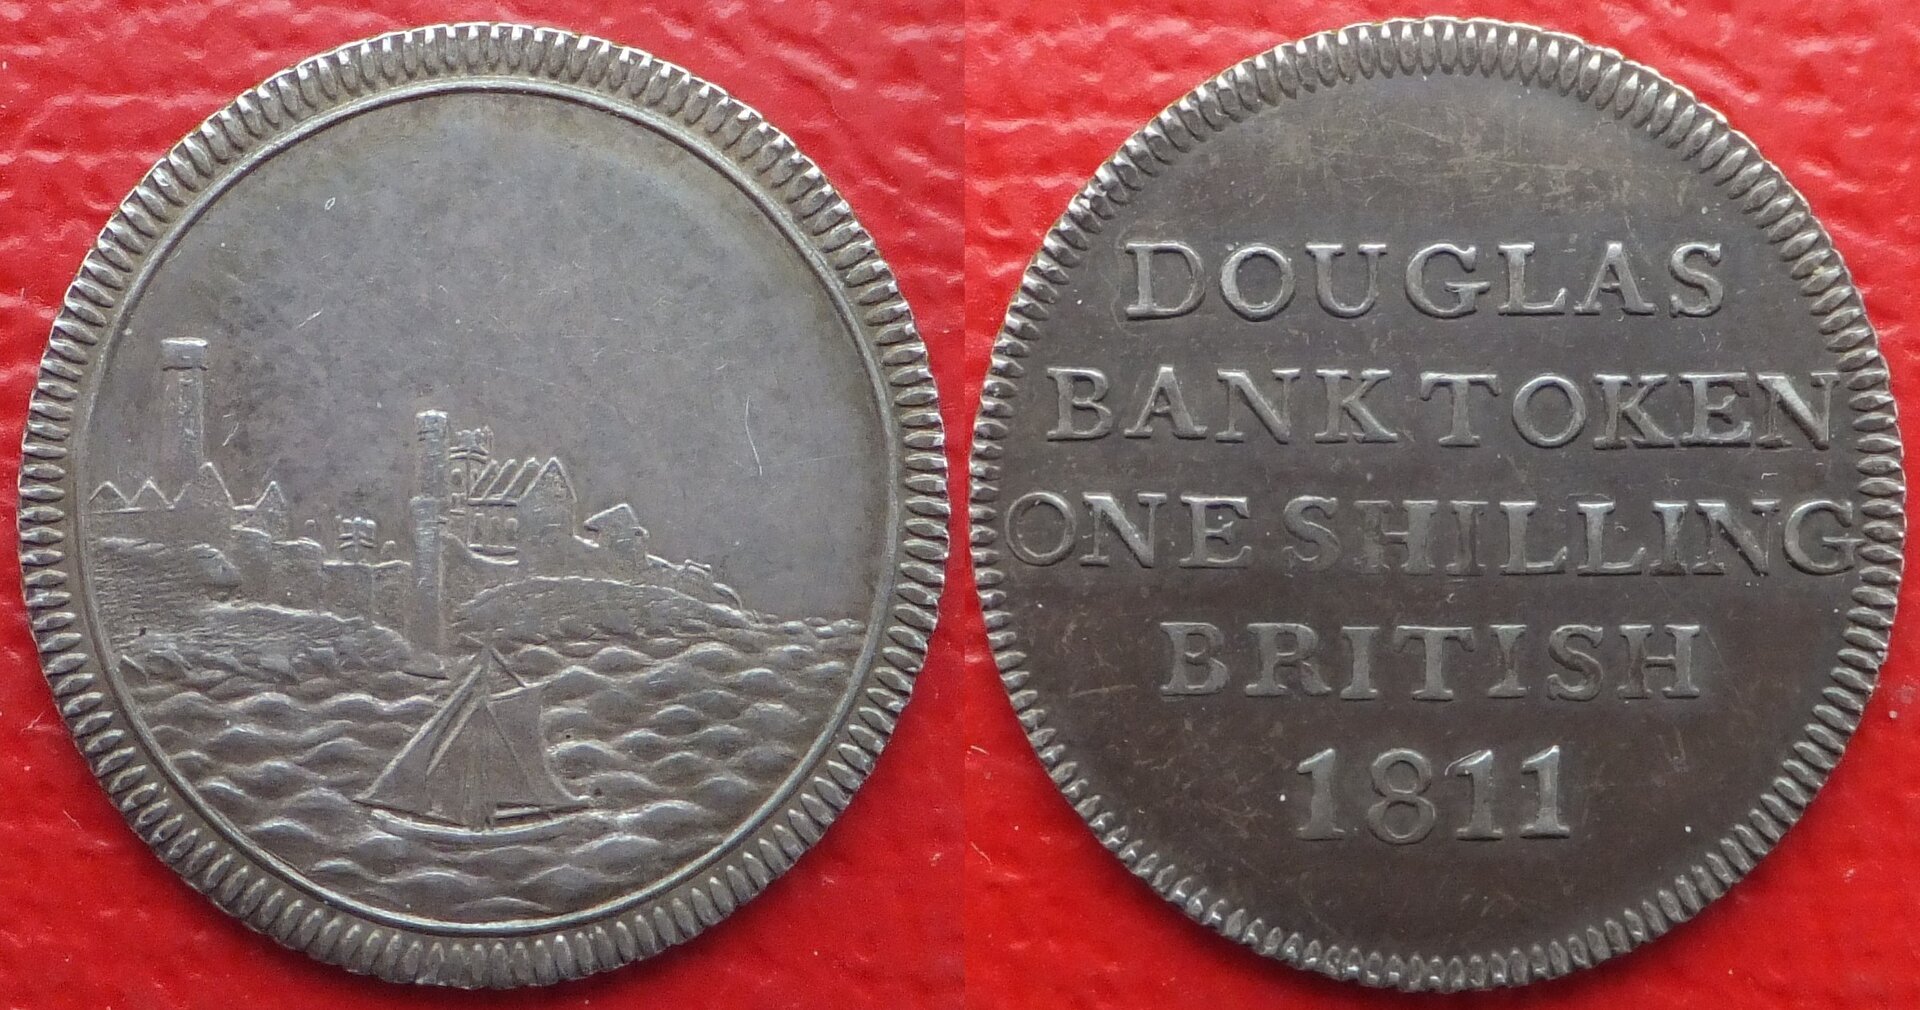 DOUGLAS
BANK TOKEN
ONE SHILLING
BRITISH
1811